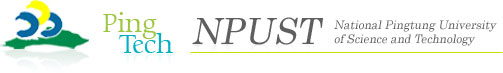 Ping
Tech
NPUST
National Pingtung University
of Science and Technology